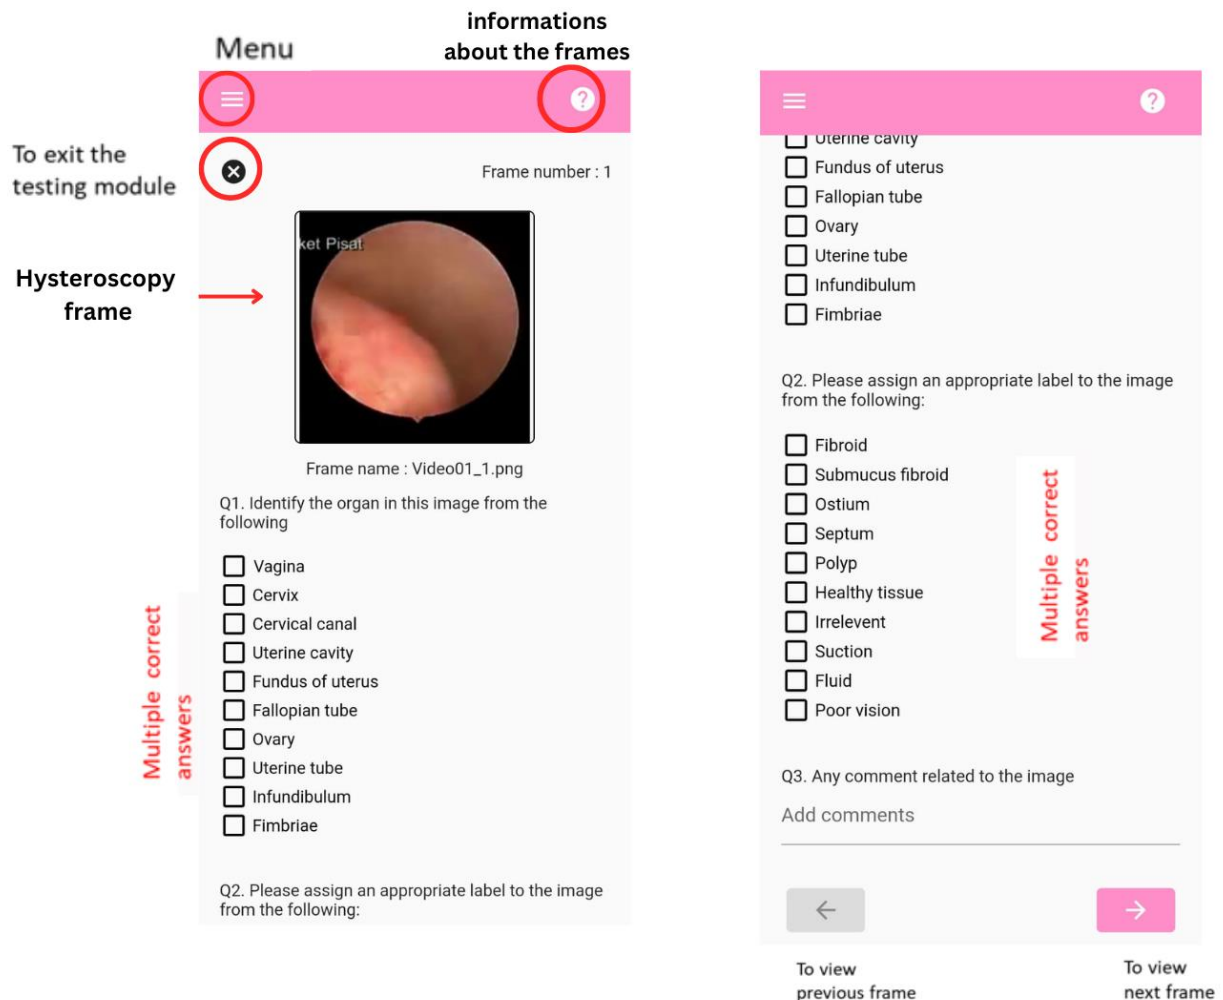 informations
about the frames
Menu
To exit the
testing module
Frame number : 1
ket Pisat
Hysteroscopy
frame
Frame name : Video01_1.png
Q1. Identify the organ in this image from the
following
Vagina
Cervix
Cervical canal
Uterine cavity
Fundus of uterus
Fallopian tube
Ovary
Uterine tube
Infundibulum
Fimbriae
Multiple correct
answers
Q2. Please assign an appropriate label to the image
from the following:
Uterine cavity
Fundus of uterus
Fallopian tube
Ovary
Uterine tube
Infundibulum
Fimbriae
Q2. Please assign an appropriate label to the image
from the following:
Fibroid
Submucus fibroid
Ostium
Septum
Polyp
Healthy tissue
Irrelevent
Suction
Fluid
Poor vision
Multiple correct
answers
Q3. Any comment related to the image
Add comments
To view
previous frame
To view
next frame